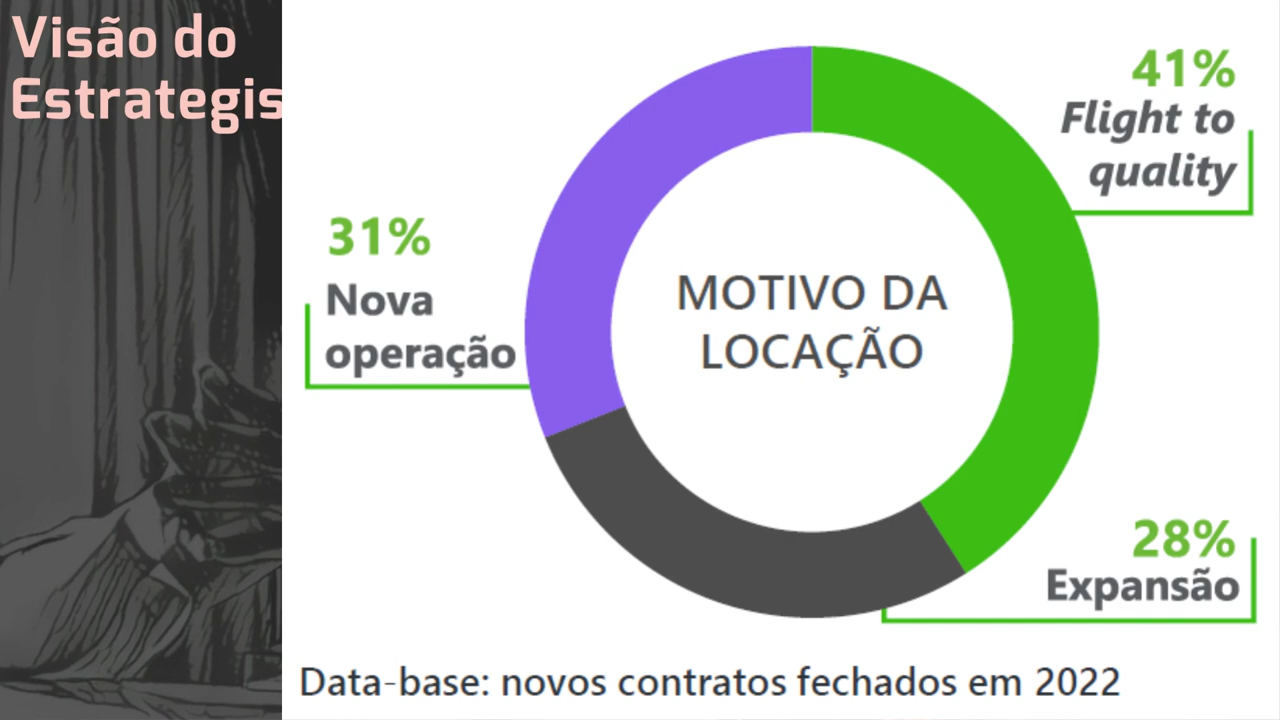 Visão do
Estrategis
41%
Flight to
quality
31%
Nova
operação
MOTIVO DA
LOCAÇÃO
28%
Expansão
Data-base: novos contratos fechados em 2022